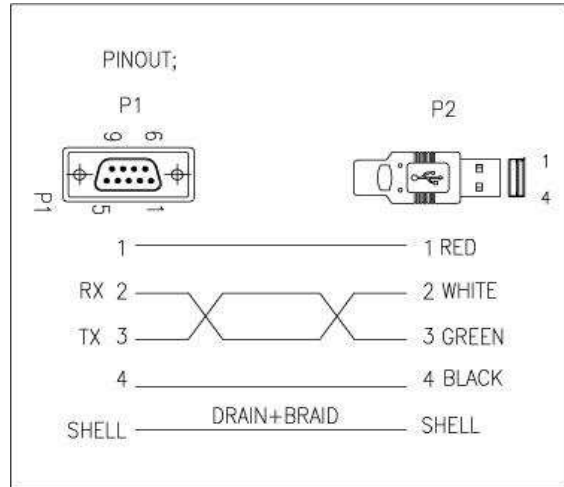 PINOUT;
P1
P2
9 6
P1
5 1
1
4
1 1 RED
RX 2 2 WHITE
TX 3 3 GREEN
4 4 BLACK
SHELL DRAIN+BRAID SHELL